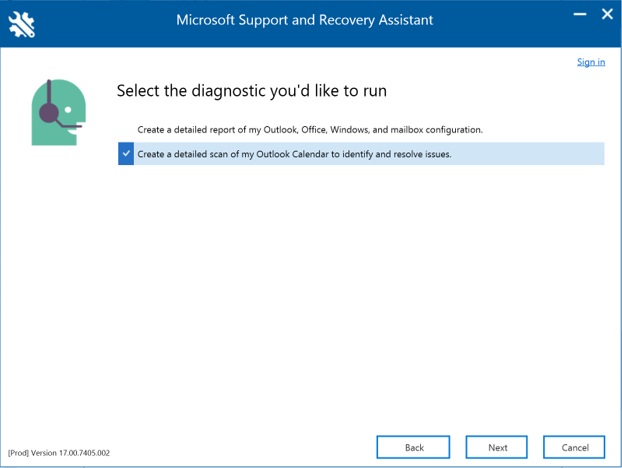 Microsoft Support and Recovery Assistant
Sign in
Select the diagnostic you'd like to run
Create a detailed report of my Outlook, Office, Windows, and mailbox configuration.
Create a detailed scan of my Outlook Calendar to identify and resolve issues.
[Prod] Version 17.00.7405.002
Back
Next
Cancel